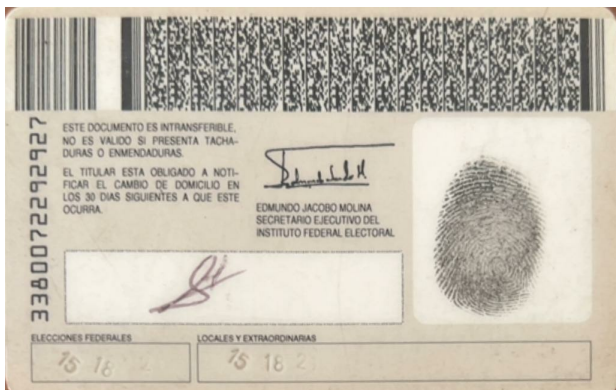 3380072292927
ESTE DOCUMENTO ES INTRANSFERIBLE,
NO ES VALIDO SI PRESENTA TACHA-
DURAS O ENMENDADURAS.
EL TITULAR ESTA OBLIGADO A NOTI-
FICAR EL CAMBIO DE DOMICILIO EN
LOS 30 DIAS SIGUIENTES A QUE ESTE
OCURRA.
EDMUNDO JACOBO MOLINA
SECRETARIO EJECUTIVO DEL
INSTITUTO FEDERAL ELECTORAL
ELECCIONES FEDERALES
15 18
LOCALES Y EXTRAORDINARIAS
15 18 2